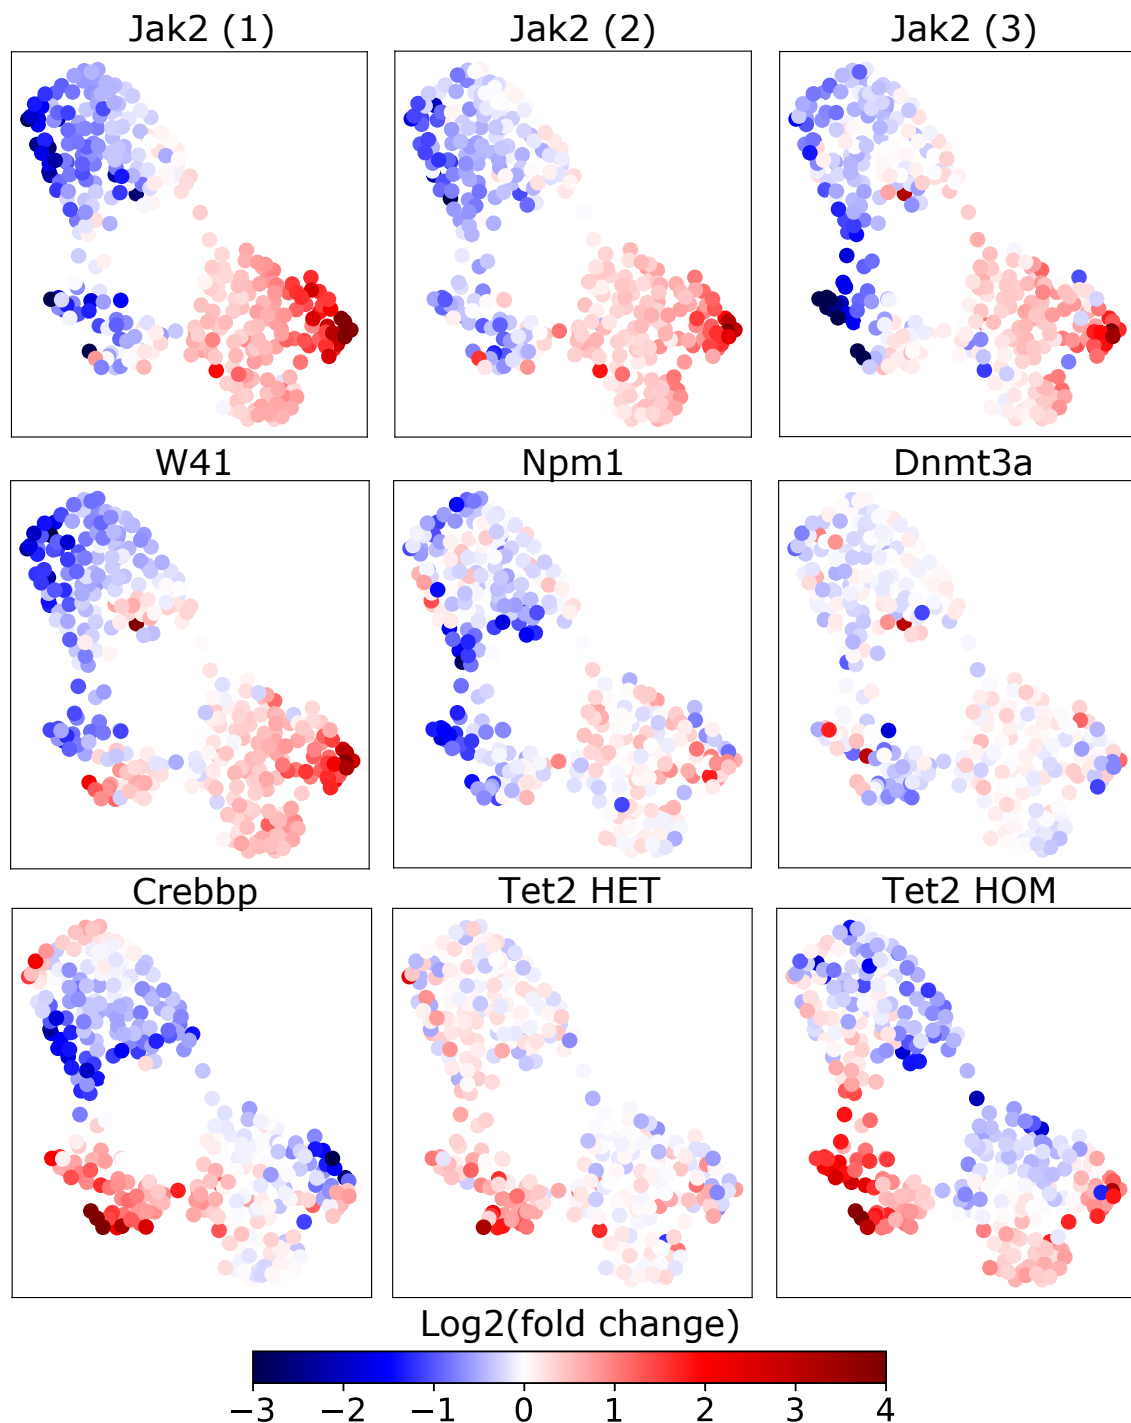 Jak2 (1) Jak2 (2) Jak2 (3)
W41 Npm1 Dnmt3a
Crebbp Tet2 HET Tet2 HOM
Log2(fold change)
−3 −2 −1 0 1 2 3 4